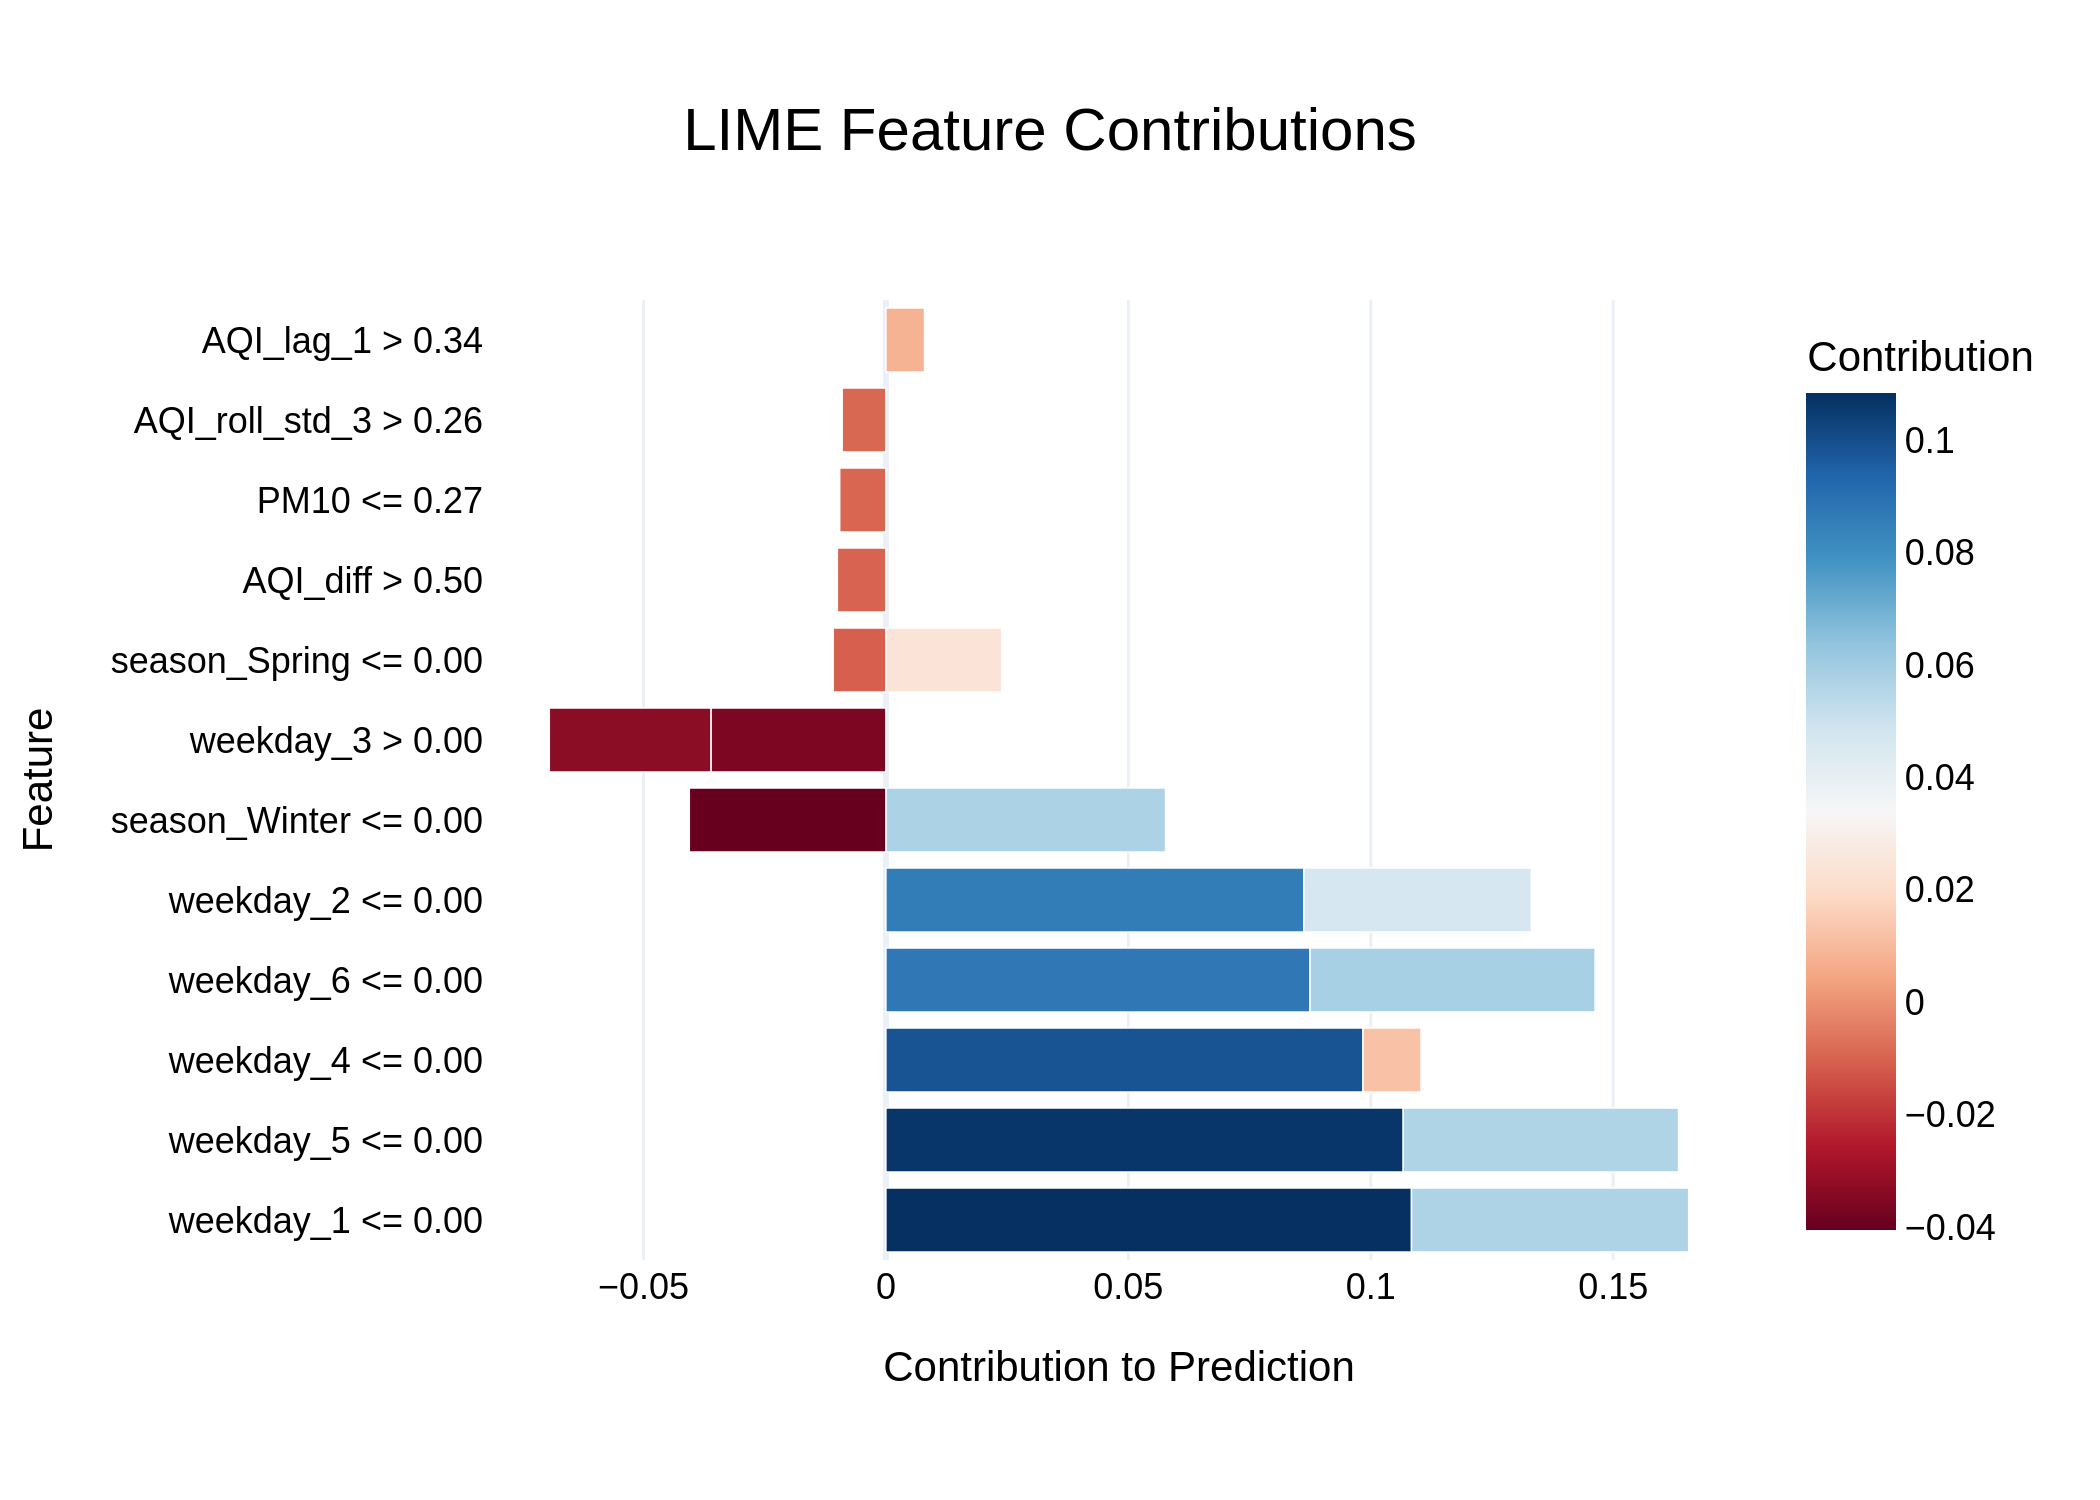 LIME Feature Contributions
AQI_lag_1 > 0.34
AQI_roll_std_3 > 0.26
PM10 <= 0.27
AQI_diff > 0.50
season_Spring <= 0.00
weekday_3 > 0.00
season_Winter <= 0.00
weekday_2 <= 0.00
weekday_6 <= 0.00
weekday_4 <= 0.00
weekday_5 <= 0.00
weekday_1 <= 0.00
Feature
−0.05 0 0.05 0.1 0.15
Contribution to Prediction
Contribution
0.1
0.08
0.06
0.04
0.02
0
−0.02
−0.04